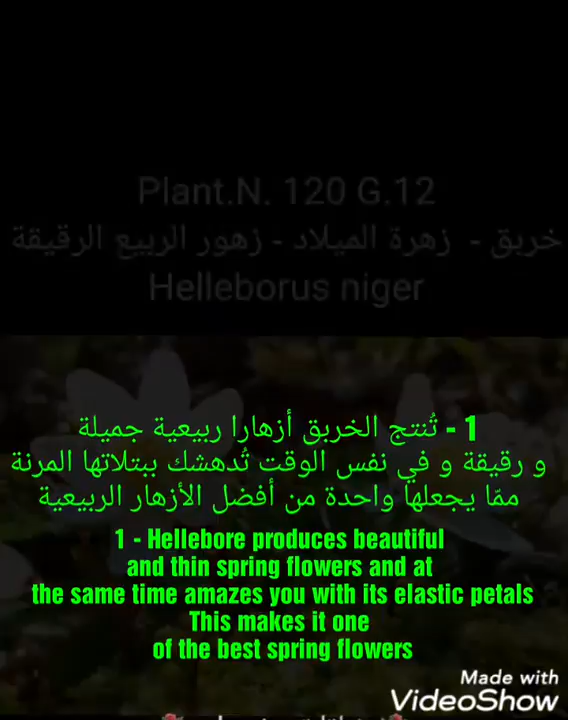 Plant.N. 120 G.12
خربق - زهرة الميلاد - زهور الربيع الرقيقة
Helleborus niger
1 - تُنتج الخربق أزهارا ربيعية جميلة
و رقيقة و في نفس الوقت تُدهشك ببتلاتها المرنة
ممّا يجعلها واحدة من أفضل الأزهار الربيعية
1 - Hellebore produces beautiful
and thin spring flowers and at
the same time amazes you with its elastic petals
This makes it one
of the best spring flowers
Made with
VideoShow